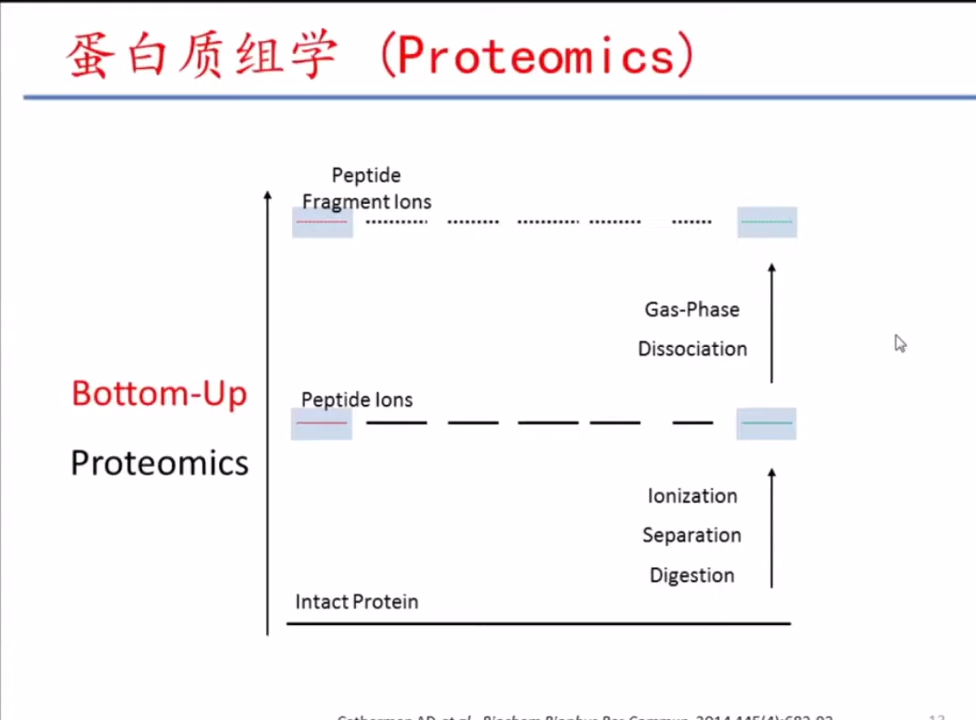 蛋白质组学 (Proteomics)
Peptide
Fragment Ions
Gas-Phase
Dissociation
Bottom-Up
Proteomics
Peptide Ions
Ionization
Separation
Digestion
Intact Protein